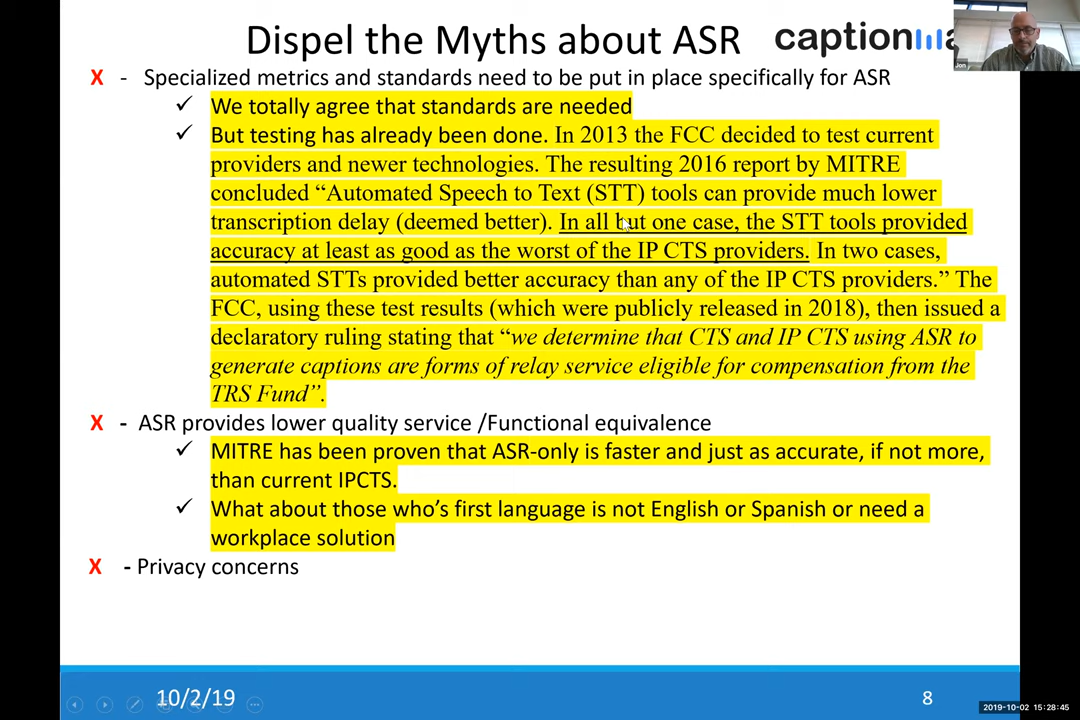 Dispel the Myths about ASR
caption
Jon
X - Specialized metrics and standards need to be put in place specifically for ASR
✓ We totally agree that standards are needed
✓ But testing has already been done. In 2013 the FCC decided to test current
providers and newer technologies. The resulting 2016 report by MITRE
concluded “Automated Speech to Text (STT) tools can provide much lower
transcription delay (deemed better). In all but one case, the STT tools provided
accuracy at least as good as the worst of the IP CTS providers. In two cases,
automated STTs provided better accuracy than any of the IP CTS providers.” The
FCC, using these test results (which were publicly released in 2018), then issued a
declaratory ruling stating that “we determine that CTS and IP CTS using ASR to
generate captions are forms of relay service eligible for compensation from the
TRS Fund”.
X - ASR provides lower quality service /Functional equivalence
✓ MITRE has been proven that ASR-only is faster and just as accurate, if not more,
than current IPCTS.
✓ What about those who’s first language is not English or Spanish or need a
workplace solution
X - Privacy concerns
10/2/19
8
2019-10-02 15:28:45